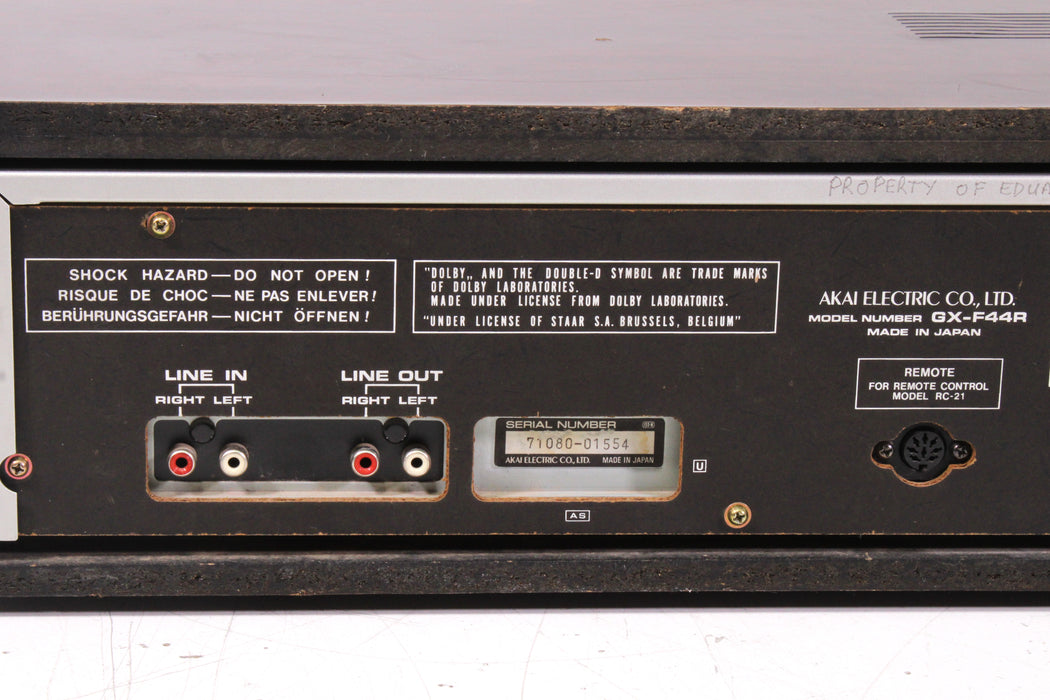 PROPERTY OF EDUA
SHOCK HAZARD — DO NOT OPEN !
RISQUE DE CHOC — NE PAS ENLEVER !
BERÜHRUNGSGEFAHR — NICHT ÖFFNEN !
"DOLBY„ AND THE DOUBLE-D SYMBOL ARE TRADE MARKS
OF DOLBY LABORATORIES.
MADE UNDER LICENSE FROM DOLBY LABORATORIES.
"UNDER LICENSE OF STAAR S.A. BRUSSELS, BELGIUM"
AKAI ELECTRIC CO., LTD.
MODEL NUMBER GX-F44R
MADE IN JAPAN
LINE IN
RIGHT LEFT
LINE OUT
RIGHT LEFT
REMOTE
FOR REMOTE CONTROL
MODEL RC-21
SERIAL NUMBER
71080-01554
AKAI ELECTRIC CO., LTD. MADE IN JAPAN
U
AS